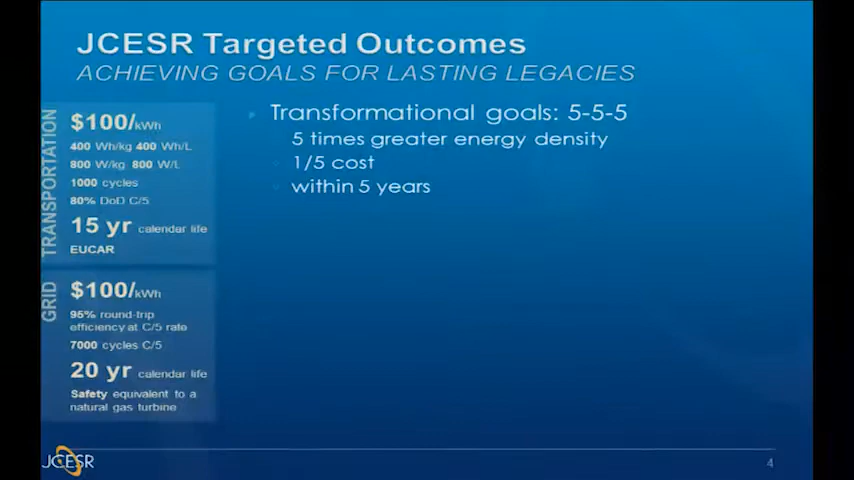 JCESR Targeted Outcomes
ACHIEVING GOALS FOR LASTING LEGACIES
TRANSPORTATION
$100/kWh
400 Wh/kg 400 Wh/L
800 W/kg 800 W/L
1000 cycles
80% DoD C/5
15 yr calendar life
EUCAR
GRID
$100/kWh
95% round-trip
efficiency at C/5 rate
7000 cycles C/5
20 yr calendar life
Safety equivalent to a
natural gas turbine
Transformational goals: 5-5-5
5 times greater energy density
1/5 cost
within 5 years
JCESR
4